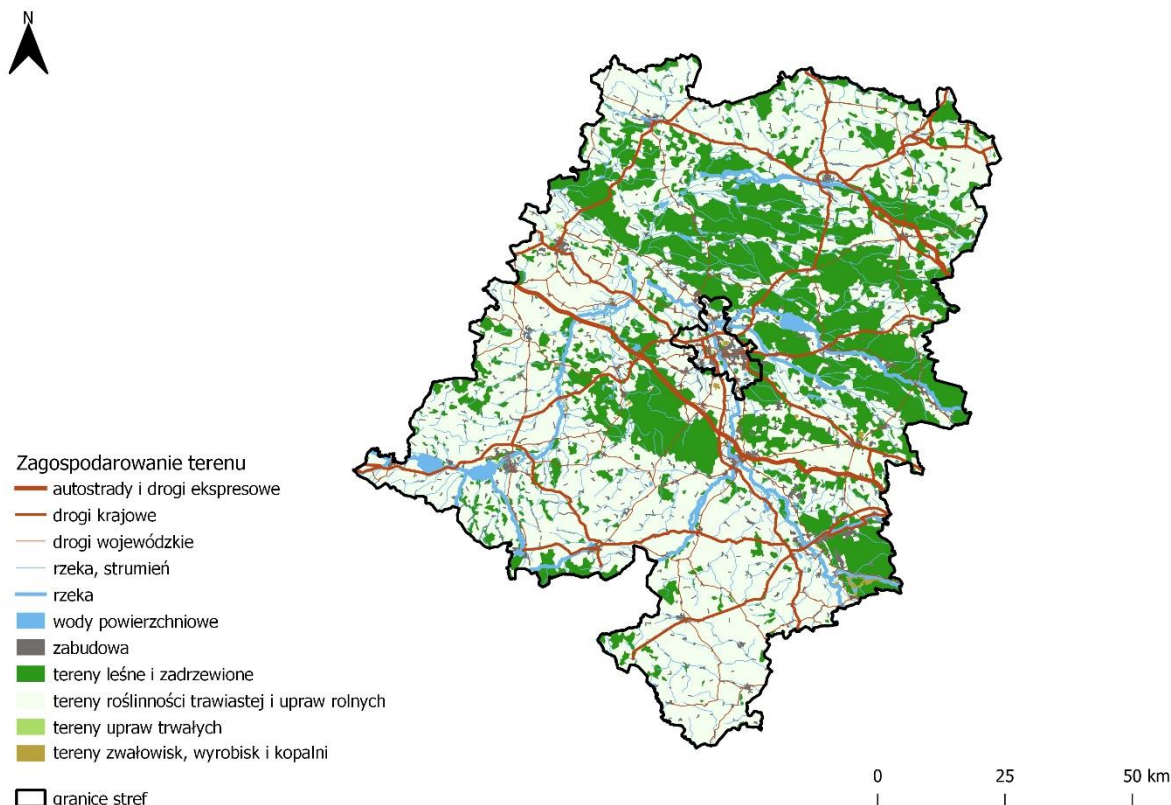 N
Zagospodarowanie terenu
autostrady i drogi ekspresowe
drogi krajowe
drogi wojewódzkie
rzeka, strumień
rzeka
wody powierzchniowe
zabudowa
tereny leśne i zadrzewione
tereny roślinności trawiastej i upraw rolnych
tereny upraw trwałych
tereny zwałowisk, wyrobisk i kopalni
granice stref
0 25 50 km